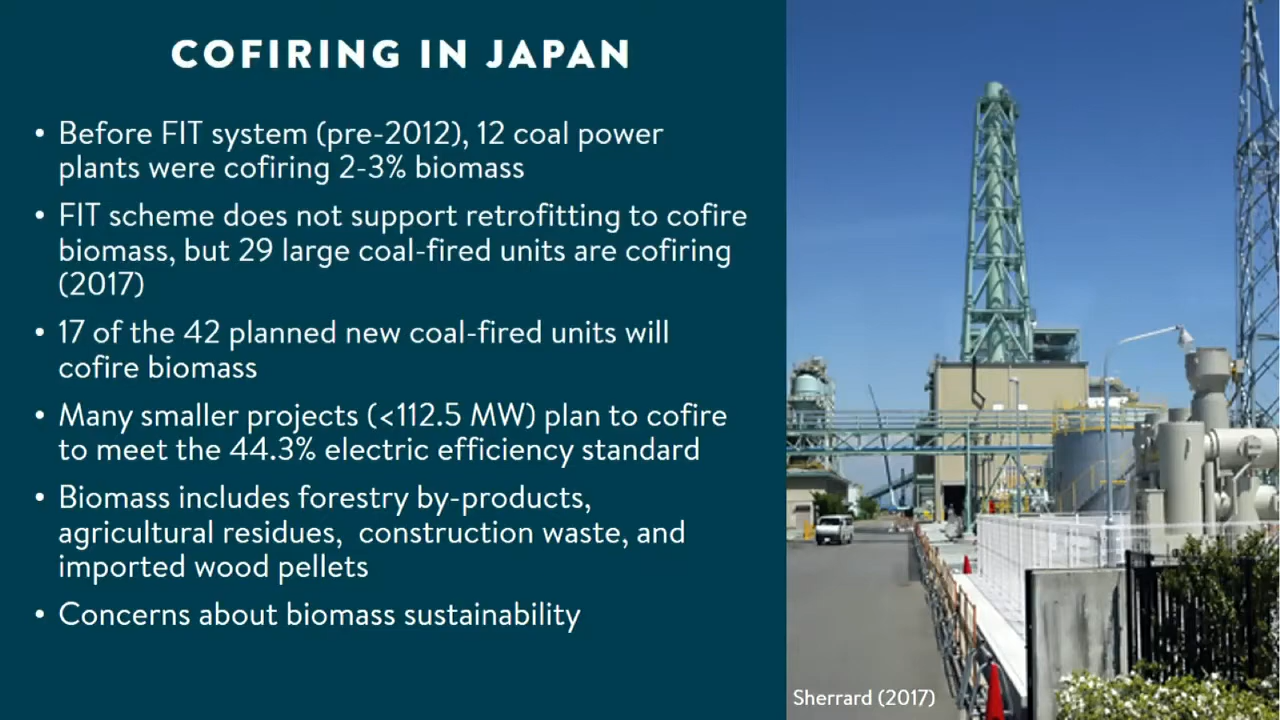 COFIRING IN JAPAN
• Before FIT system (pre-2012), 12 coal power
plants were cofiring 2-3% biomass
• FIT scheme does not support retrofitting to cofire
biomass, but 29 large coal-fired units are cofiring
(2017)
• 17 of the 42 planned new coal-fired units will
cofire biomass
• Many smaller projects (<112.5 MW) plan to cofire
to meet the 44.3% electric efficiency standard
• Biomass includes forestry by-products,
agricultural residues,  construction waste, and
imported wood pellets
• Concerns about biomass sustainability
Sherrard (2017)